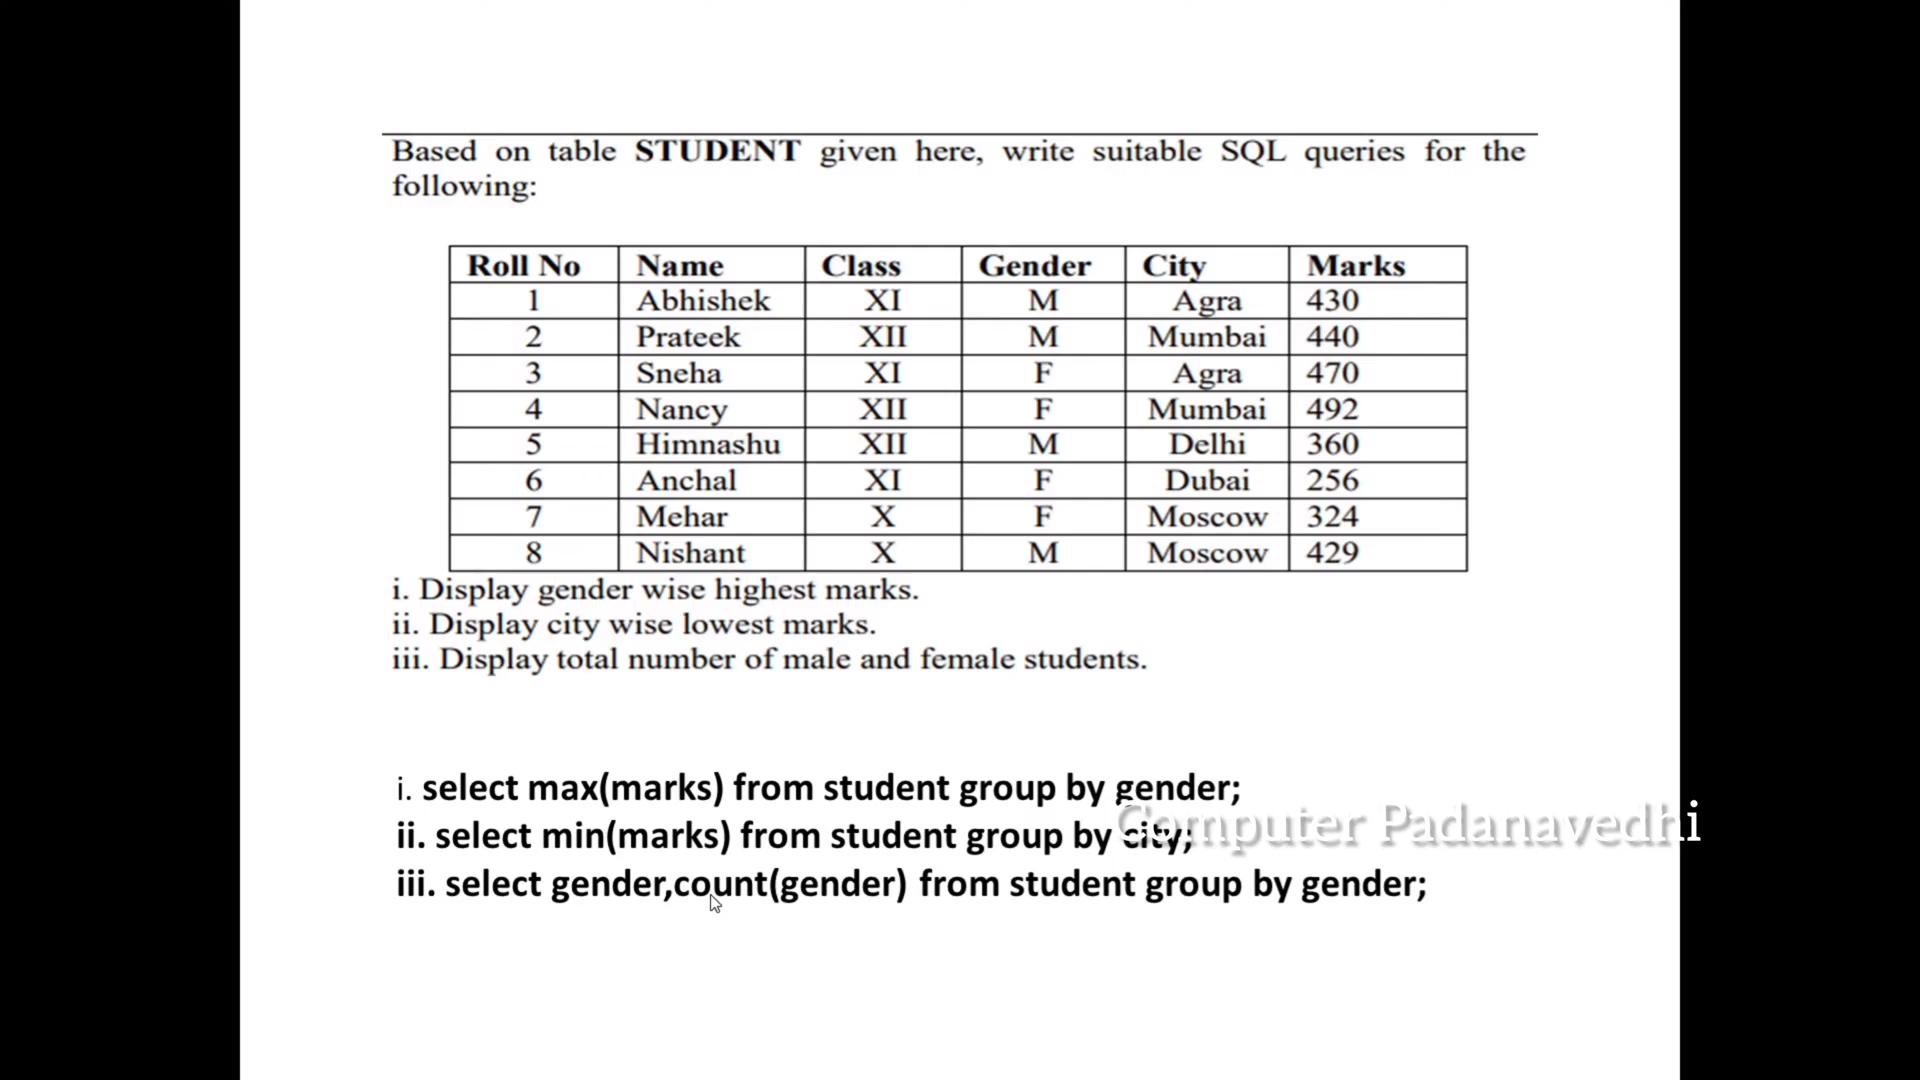 Based on table STUDENT given here, write suitable SQL queries for the
following:
Roll No Name Class Gender City Marks
1 Abhishek XI M Agra 430
2 Prateek XII M Mumbai 440
3 Sneha XI F Agra 470
4 Nancy XII F Mumbai 492
5 Himnashu XII M Delhi 360
6 Anchal XI F Dubai 256
7 Mehar X F Moscow 324
8 Nishant X M Moscow 429
i. Display gender wise highest marks.
ii. Display city wise lowest marks.
iii. Display total number of male and female students.
i. select max(marks) from student group by gender;
Computer Padanavedhi
ii. select min(marks) from student group by city;
iii. select gender,count(gender) from student group by gender;